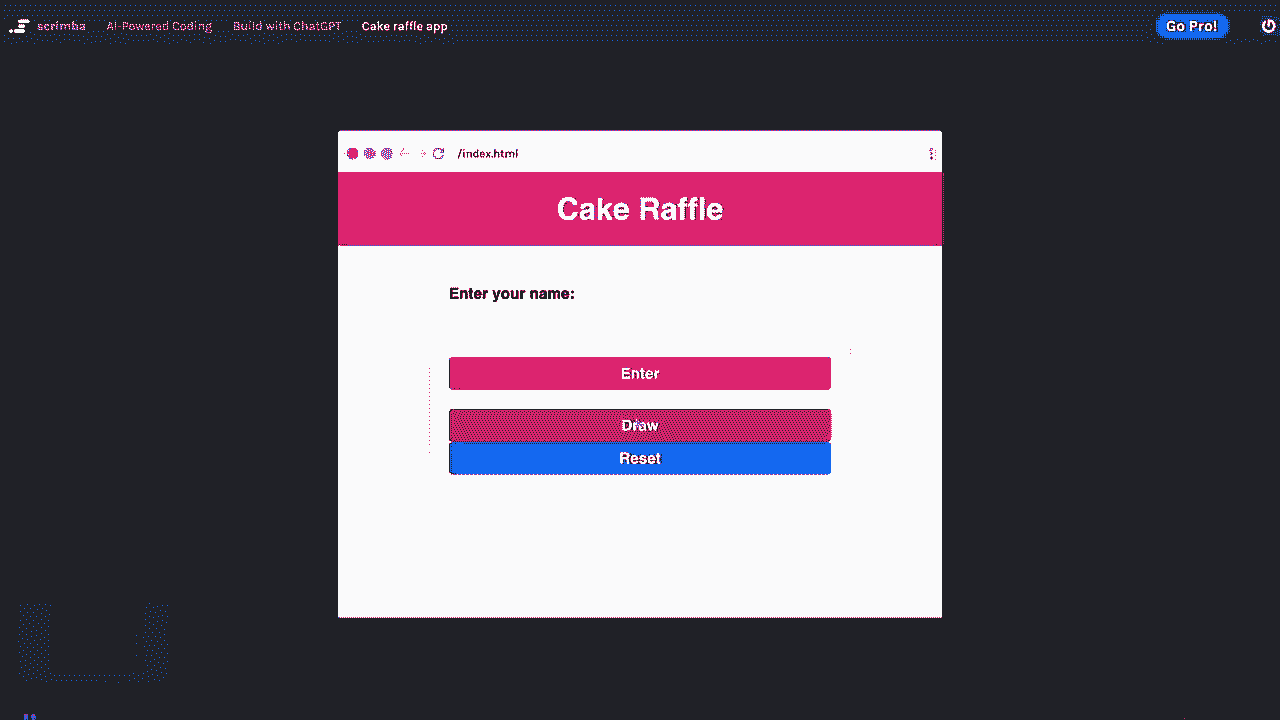 scrimba AI-Powered Coding Build with ChatGPT Cake raffle app Go Pro!
/index.html
Cake Raffle
Enter your name:
Enter
Draw
Reset